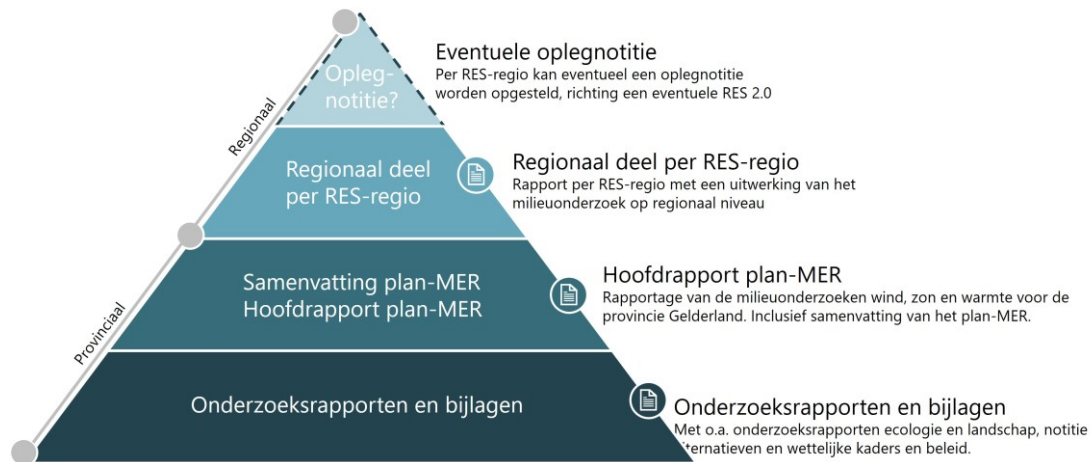 Opleg-
notitie?
Eventuele oplegnotitie
Per RES-regio kan eventueel een oplegnotitie
worden opgesteld, richting een eventuele RES 2.0
Regionaal
Regionaal deel
per RES-regio
Regionaal deel per RES-regio
Rapport per RES-regio met een uitwerking van het
milieuonderzoek op regionaal niveau
Samenvatting plan-MER
Hoofdrapport plan-MER
Hoofdrapport plan-MER
Rapportage van de milieuonderzoeken wind, zon en warmte voor de
provincie Gelderland. Inclusief samenvatting van het plan-MER.
Provinciaal
Onderzoeksrapporten en bijlagen
Onderzoeksrapporten en bijlagen
Met o.a. onderzoeksrapporten ecologie en landschap, notitie
en wettelijke kaders en beleid.